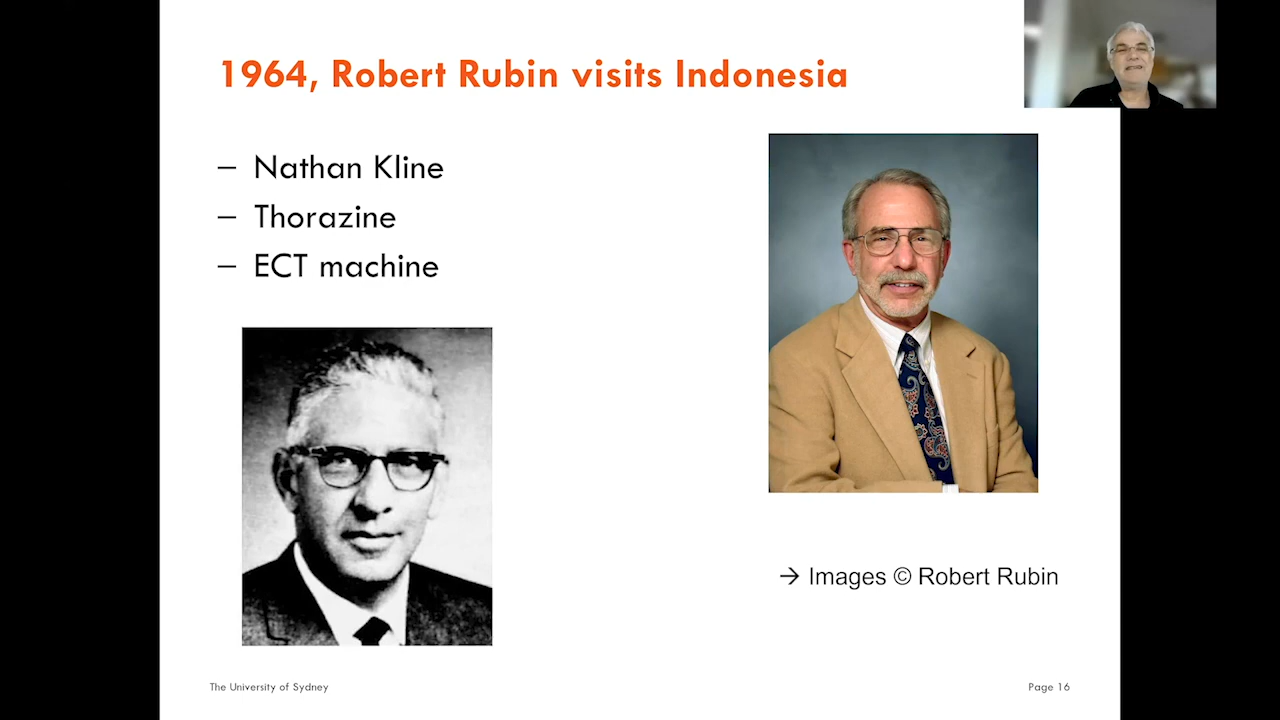 1964, Robert Rubin visits Indonesia
– Nathan Kline
– Thorazine
– ECT machine
→ Images © Robert Rubin
The University of Sydney
Page 16